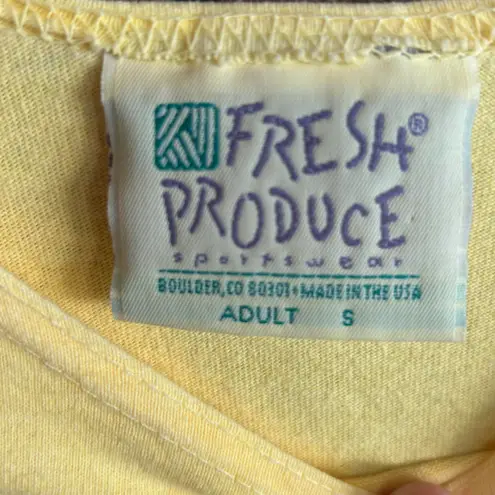 FRESH®
PRODUCE
sportswear
BOULDER, CO 80301 • MADE IN THE USA
ADULT S